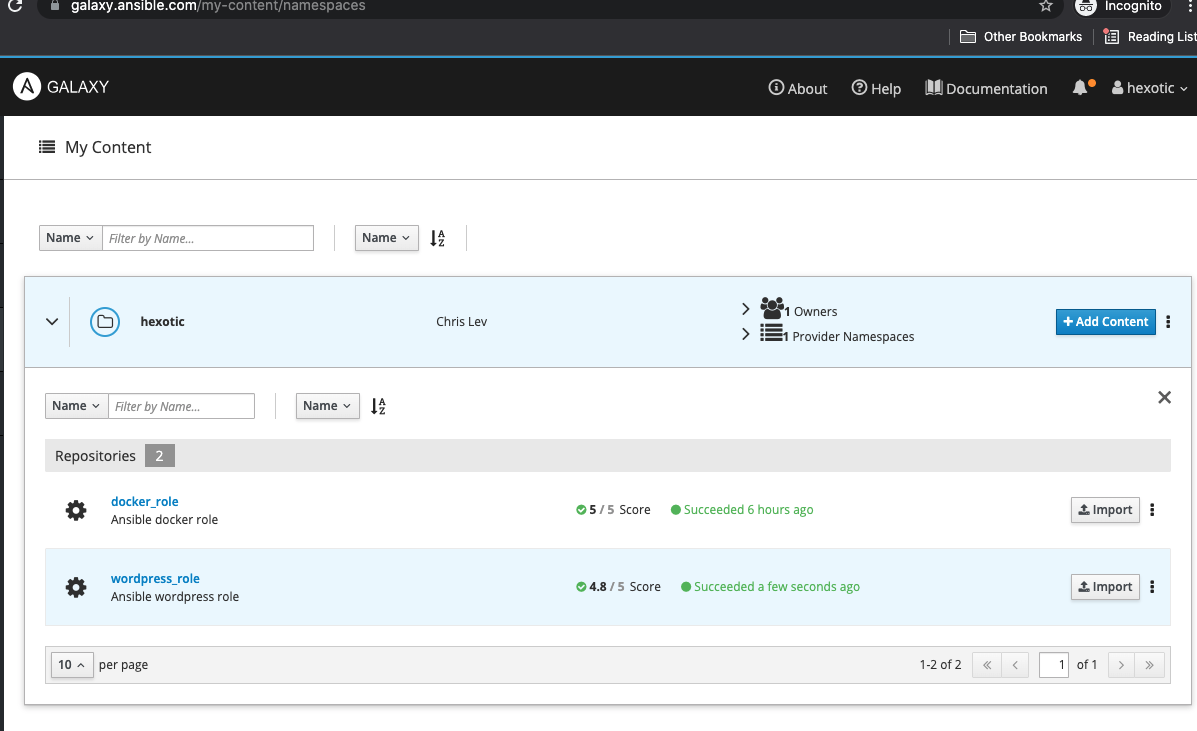 galaxy.ansible.com/my-content/namespaces
Incognito
Other Bookmarks
Reading List
A GALAXY
About
Help
Documentation
hexotic
My Content
Name
Filter by Name...
Name
A
Z
hexotic
Chris Lev
1 Owners
1 Provider Namespaces
+ Add Content
Name
Filter by Name...
Name
A
Z
Repositories 2
docker_role
Ansible docker role
5 / 5 Score
Succeeded 6 hours ago
Import
wordpress_role
Ansible wordpress role
4.8 / 5 Score
Succeeded a few seconds ago
Import
10 per page
1-2 of 2
« ‹ 1 of 1 › »